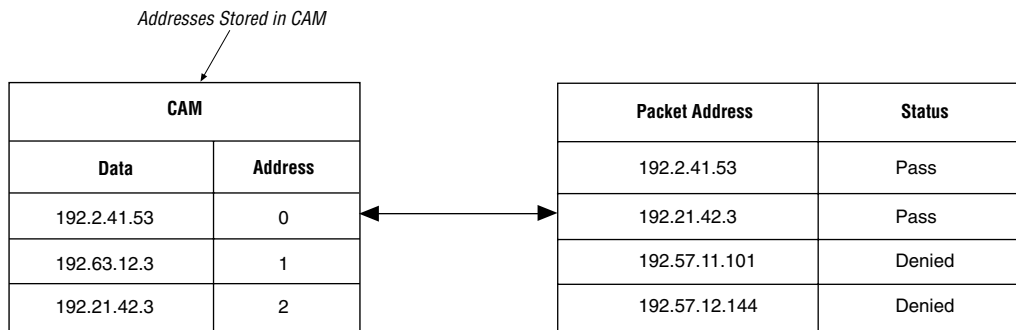 Addresses Stored in CAM
CAM
Data Address
192.2.41.53 0
192.63.12.3 1
192.21.42.3 2
Packet Address Status
192.2.41.53 Pass
192.21.42.3 Pass
192.57.11.101 Denied
192.57.12.144 Denied